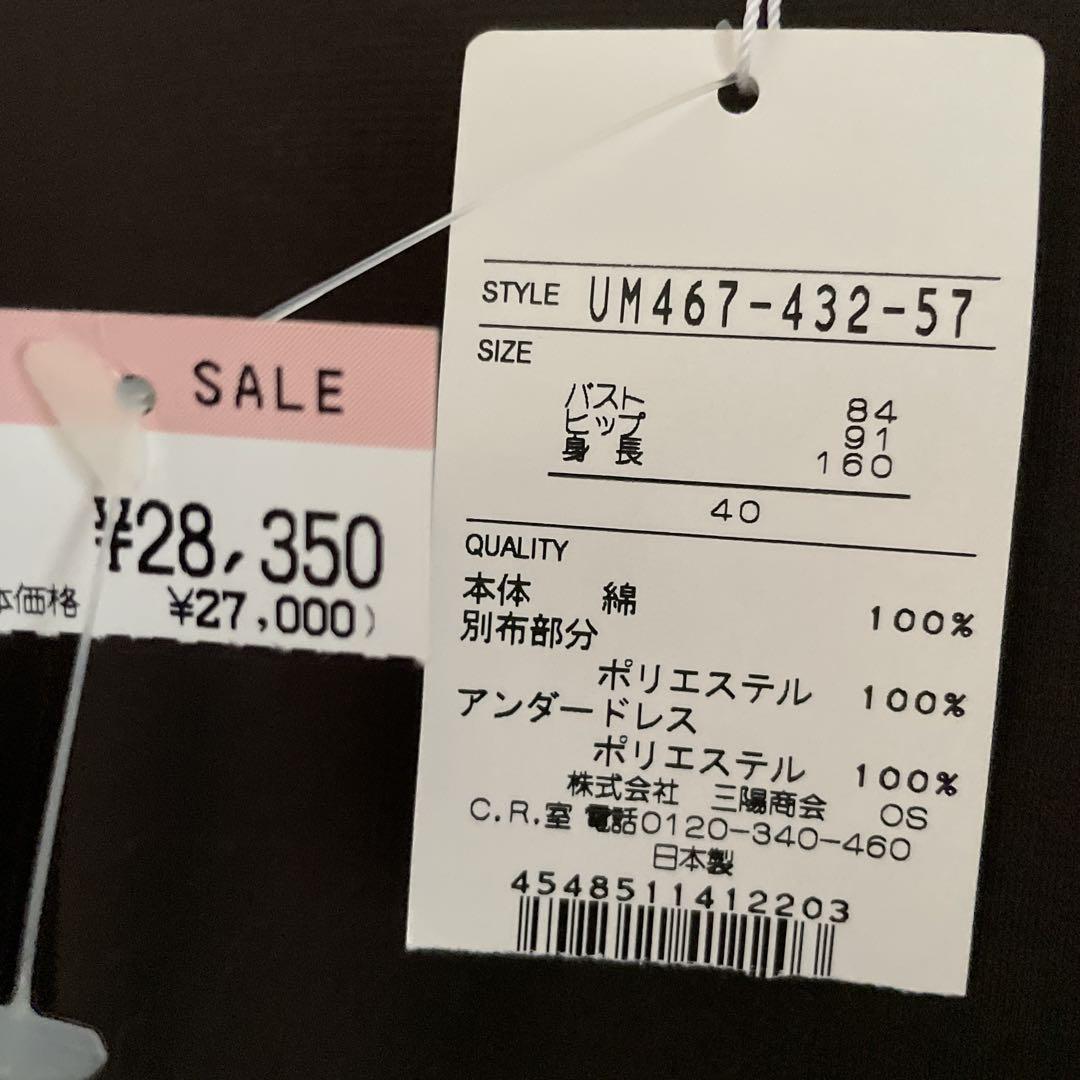 SALE
¥28,350
本価格 ¥27,000)
STYLE UM467-432-57
SIZE
バスト 84
ヒップ 91
身長 160
40
QUALITY
本体 綿 100%
別布部分
ポリエステル 100%
アンダードレス
ポリエステル 100%
株式会社 三陽商会 OS
C.R.室 電話0120-340-460
日本製
4548511412203